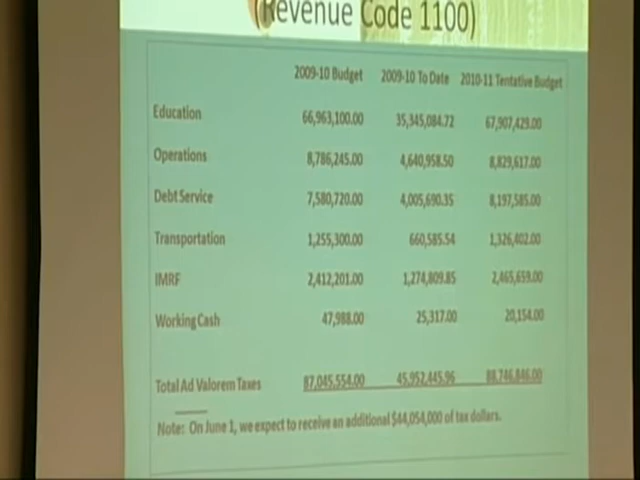 (Revenue Code 1100)
2009-10 Budget 2009-10 To Date 2010-11 Tentative Budget
Education 66,963,100.00 35,345,084.72 67,907,429.00
Operations 8,786,245.00 4,640,958.50 8,829,617.00
Debt Service 7,580,720.00 4,005,690.35 8,197,585.00
Transportation 1,255,300.00 660,585.54 1,326,402.00
IMRF 2,412,201.00 1,274,809.85 2,465,659.00
Working Cash 47,988.00 25,317.00 20,154.00
Total Ad Valorem Taxes 87,045,554.00 45,952,445.96 88,746,846.00
Note: On June 1, we expect to receive an additional $44,054,000 of tax dollars.